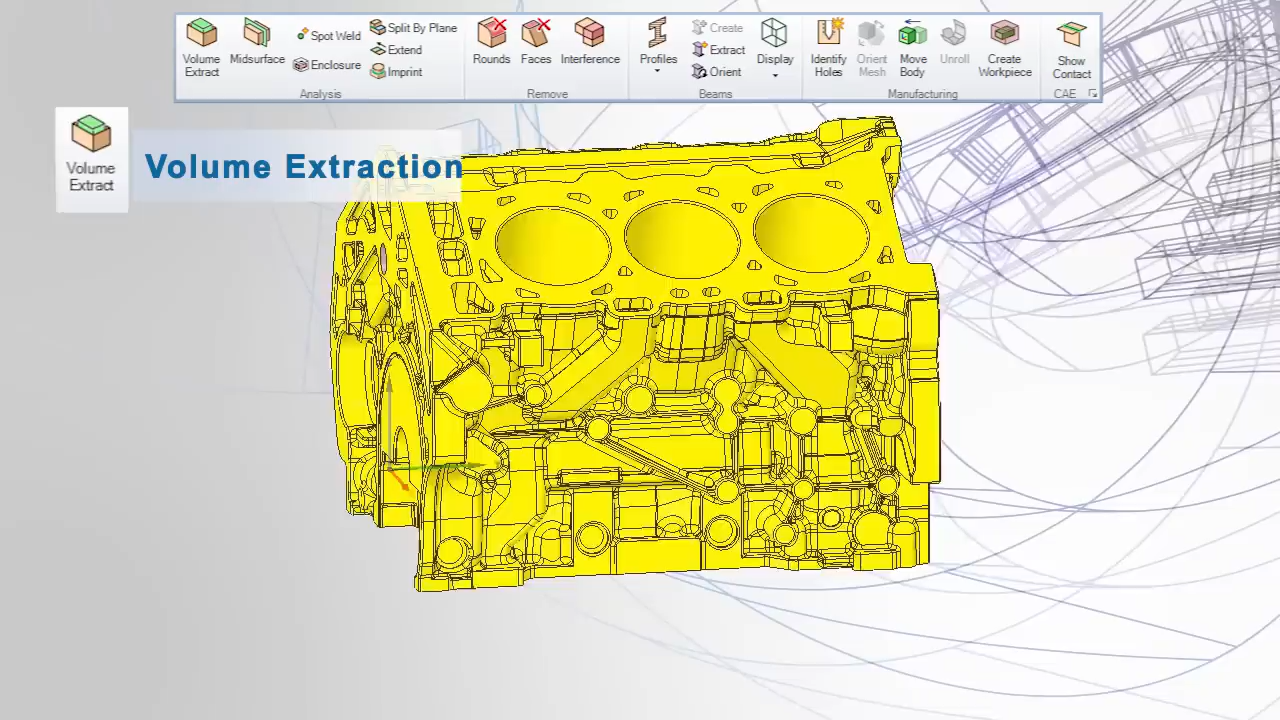 Volume
Extract
Midsurface
Spot Weld
Enclosure
Split By Plane
Extend
Imprint
Analysis
Rounds
Faces
Interference
Remove
Profiles
Create
Extract
Orient
Display
Beams
Identify
Holes
Orient
Mesh
Move
Body
Unroll
Create
Workpiece
Manufacturing
Show
Contact
CAE
Volume
Extract
Volume Extraction